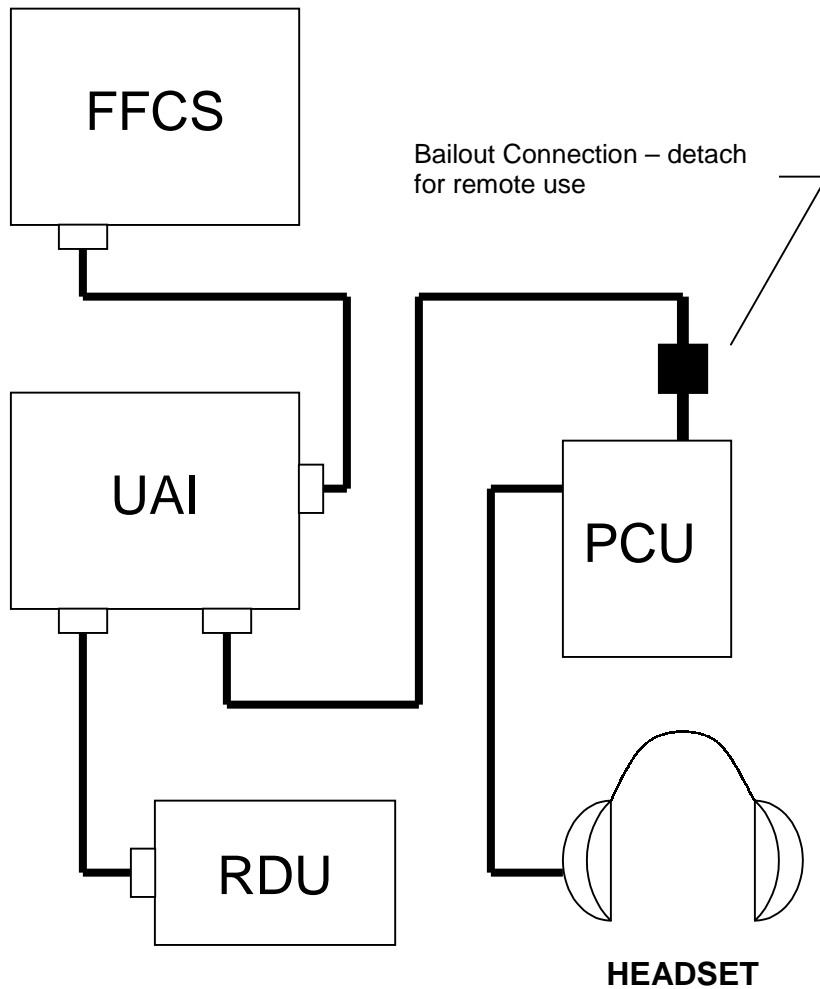 FFCS
Bailout Connection – detach
for remote use
UAI
PCU
RDU
HEADSET